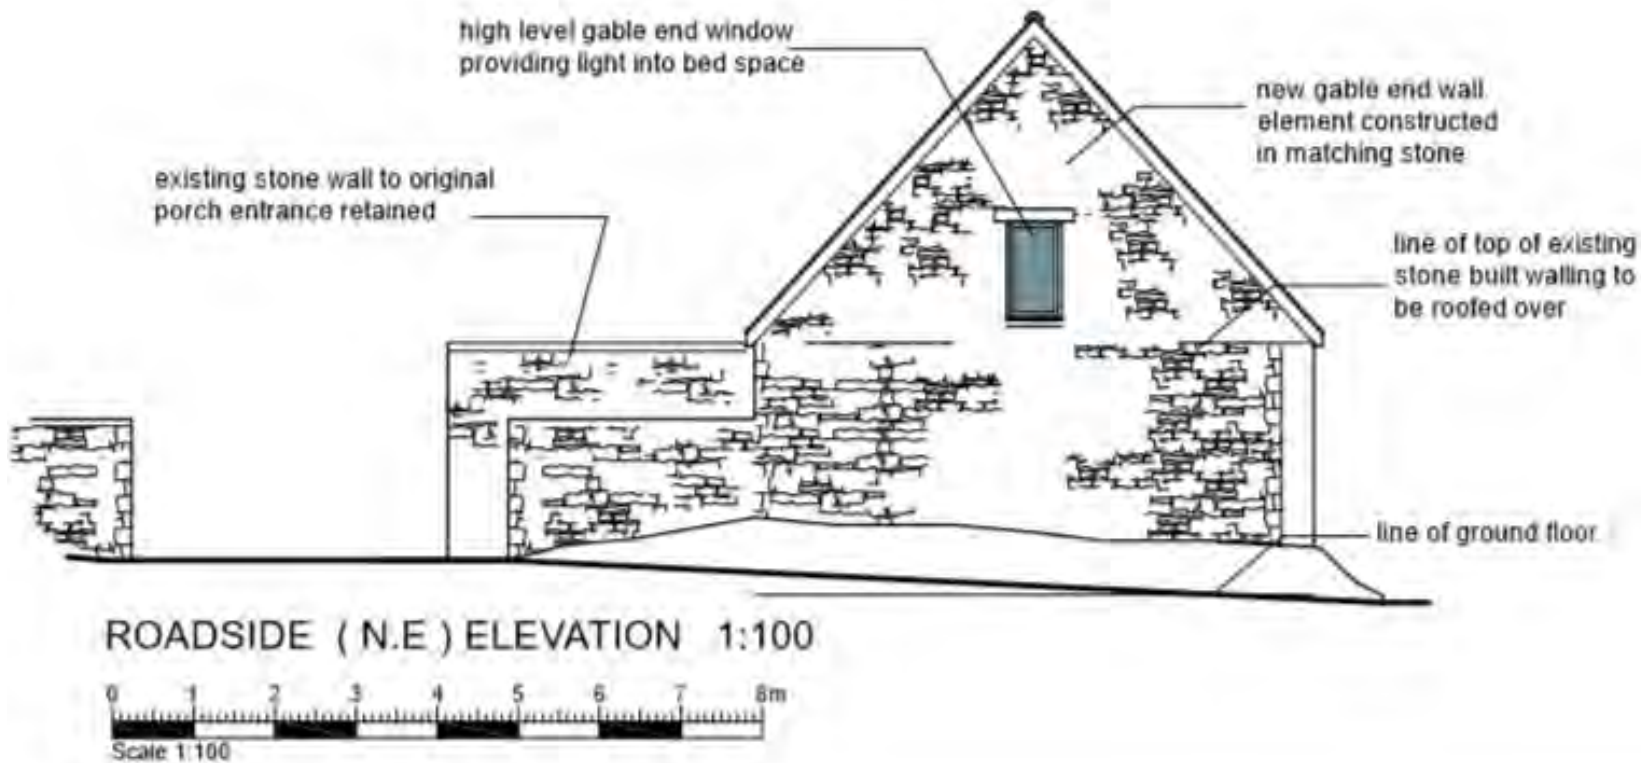 high level gable end window
providing light into bed space
new gable end wall
element constructed
in matching stone
existing stone wall to original
porch entrance retained
line of top of existing
stone built walling to
be roofed over
line of ground floor
ROADSIDE ( N.E ) ELEVATION 1:100
0 1 2 3 4 5 6 7 8m
Scale 1:100